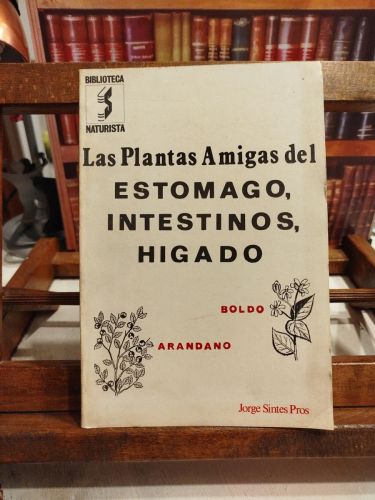 BIBLIOTECA
NATURISTA
Las Plantas Amigas del
ESTOMAGO,
INTESTINOS,
HIGADO
BOLDO
ARANDANO
Jorge Sintes Pros